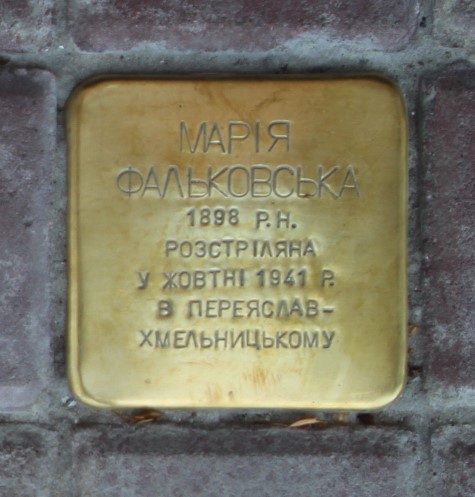 МАРІЯ
ФАЛЬКОВСЬКА
1898 Р.Н.
РОЗСТРІЛЯНА
У ЖОВТНІ 1941 Р.
В ПЕРЕЯСЛАВ-
ХМЕЛЬНИЦЬКОМУ